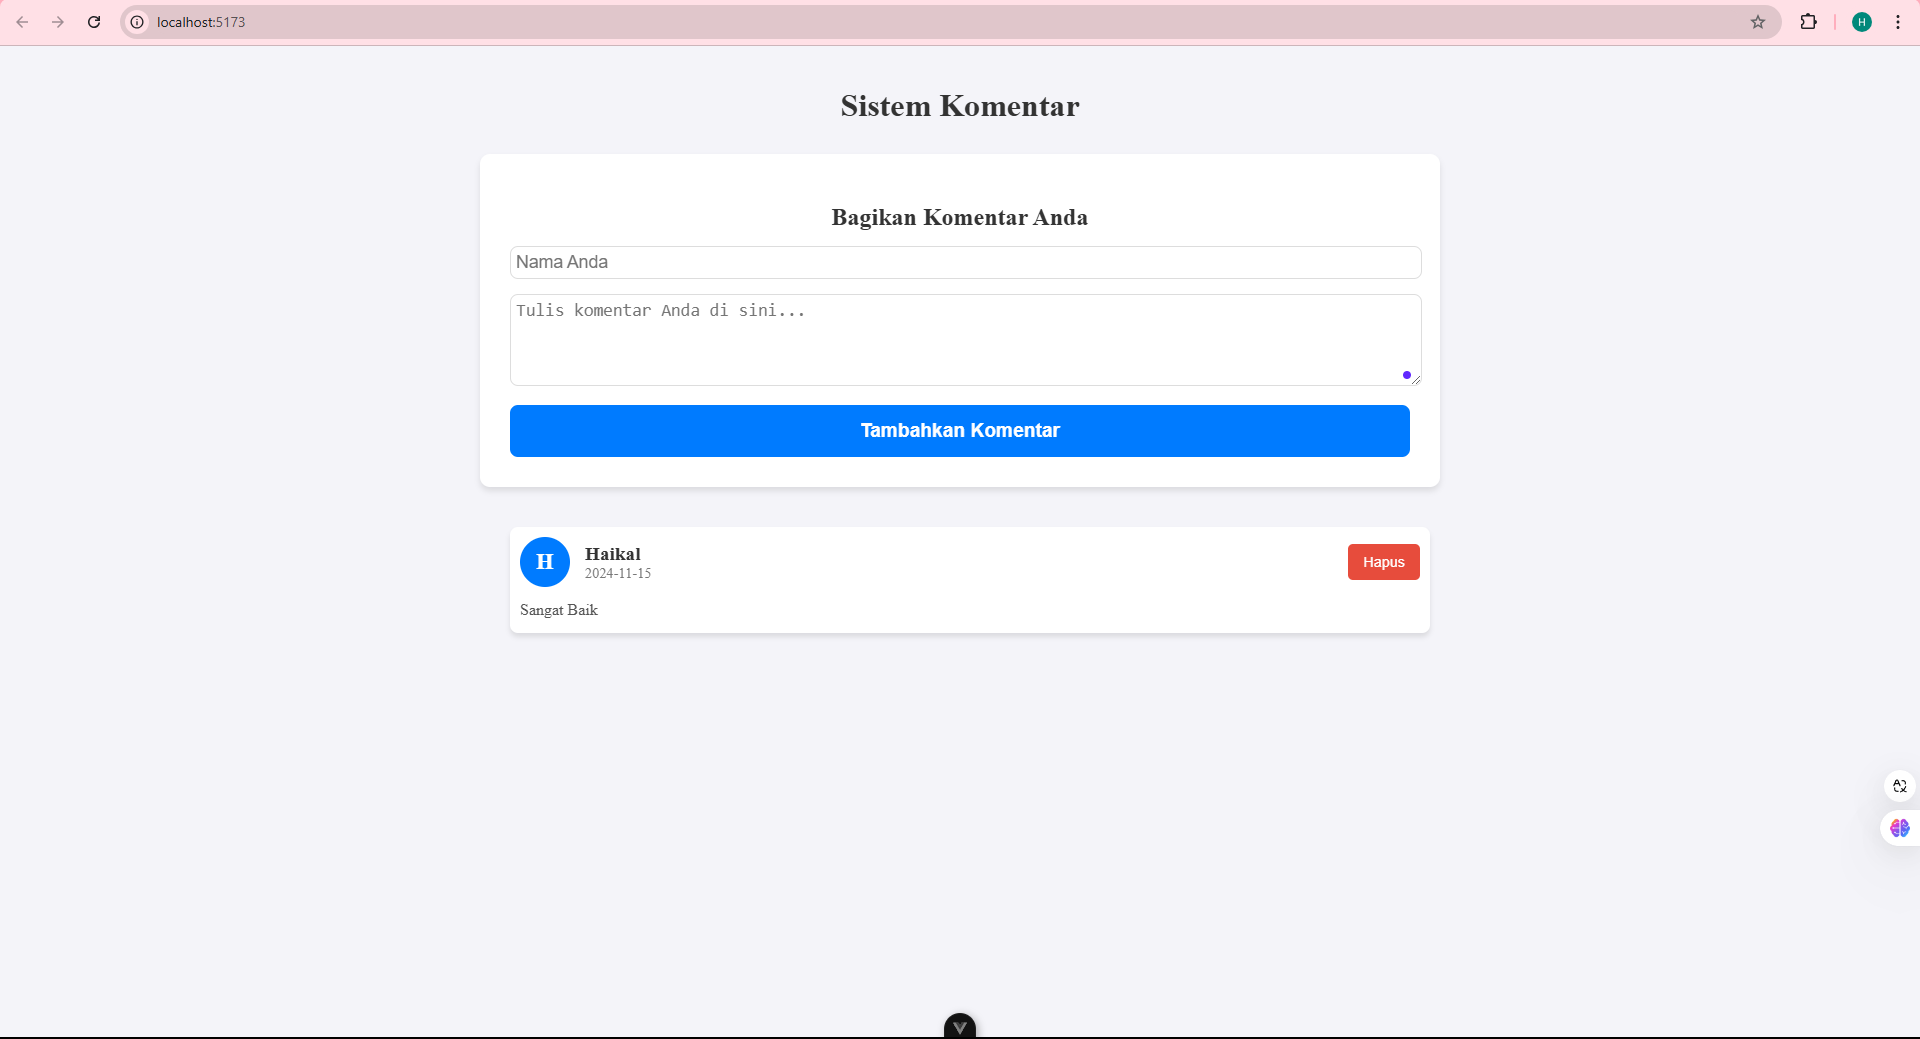 localhost:5173
H
Sistem Komentar
Bagikan Komentar Anda
Nama Anda
Tulis komentar Anda di sini...
Tambahkan Komentar
H
Haikal
2024-11-15
Hapus
Sangat Baik